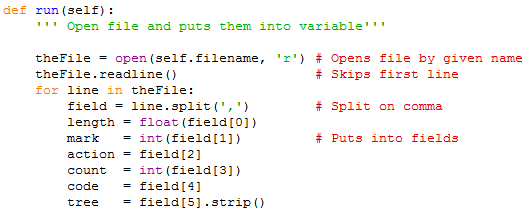 def run(self):
    ''' Open file and puts them into variable'''

    theFile = open(self.filename, 'r') # Opens file by given name
    theFile.readline()                 # Skips first line
    for line in theFile:
        field = line.split(',')        # Split on comma
        length = float(field[0])
        mark   = int(field[1])         # Puts into fields
        action = field[2]
        count  = int(field[3])
        code   = field[4]
        tree   = field[5].strip()